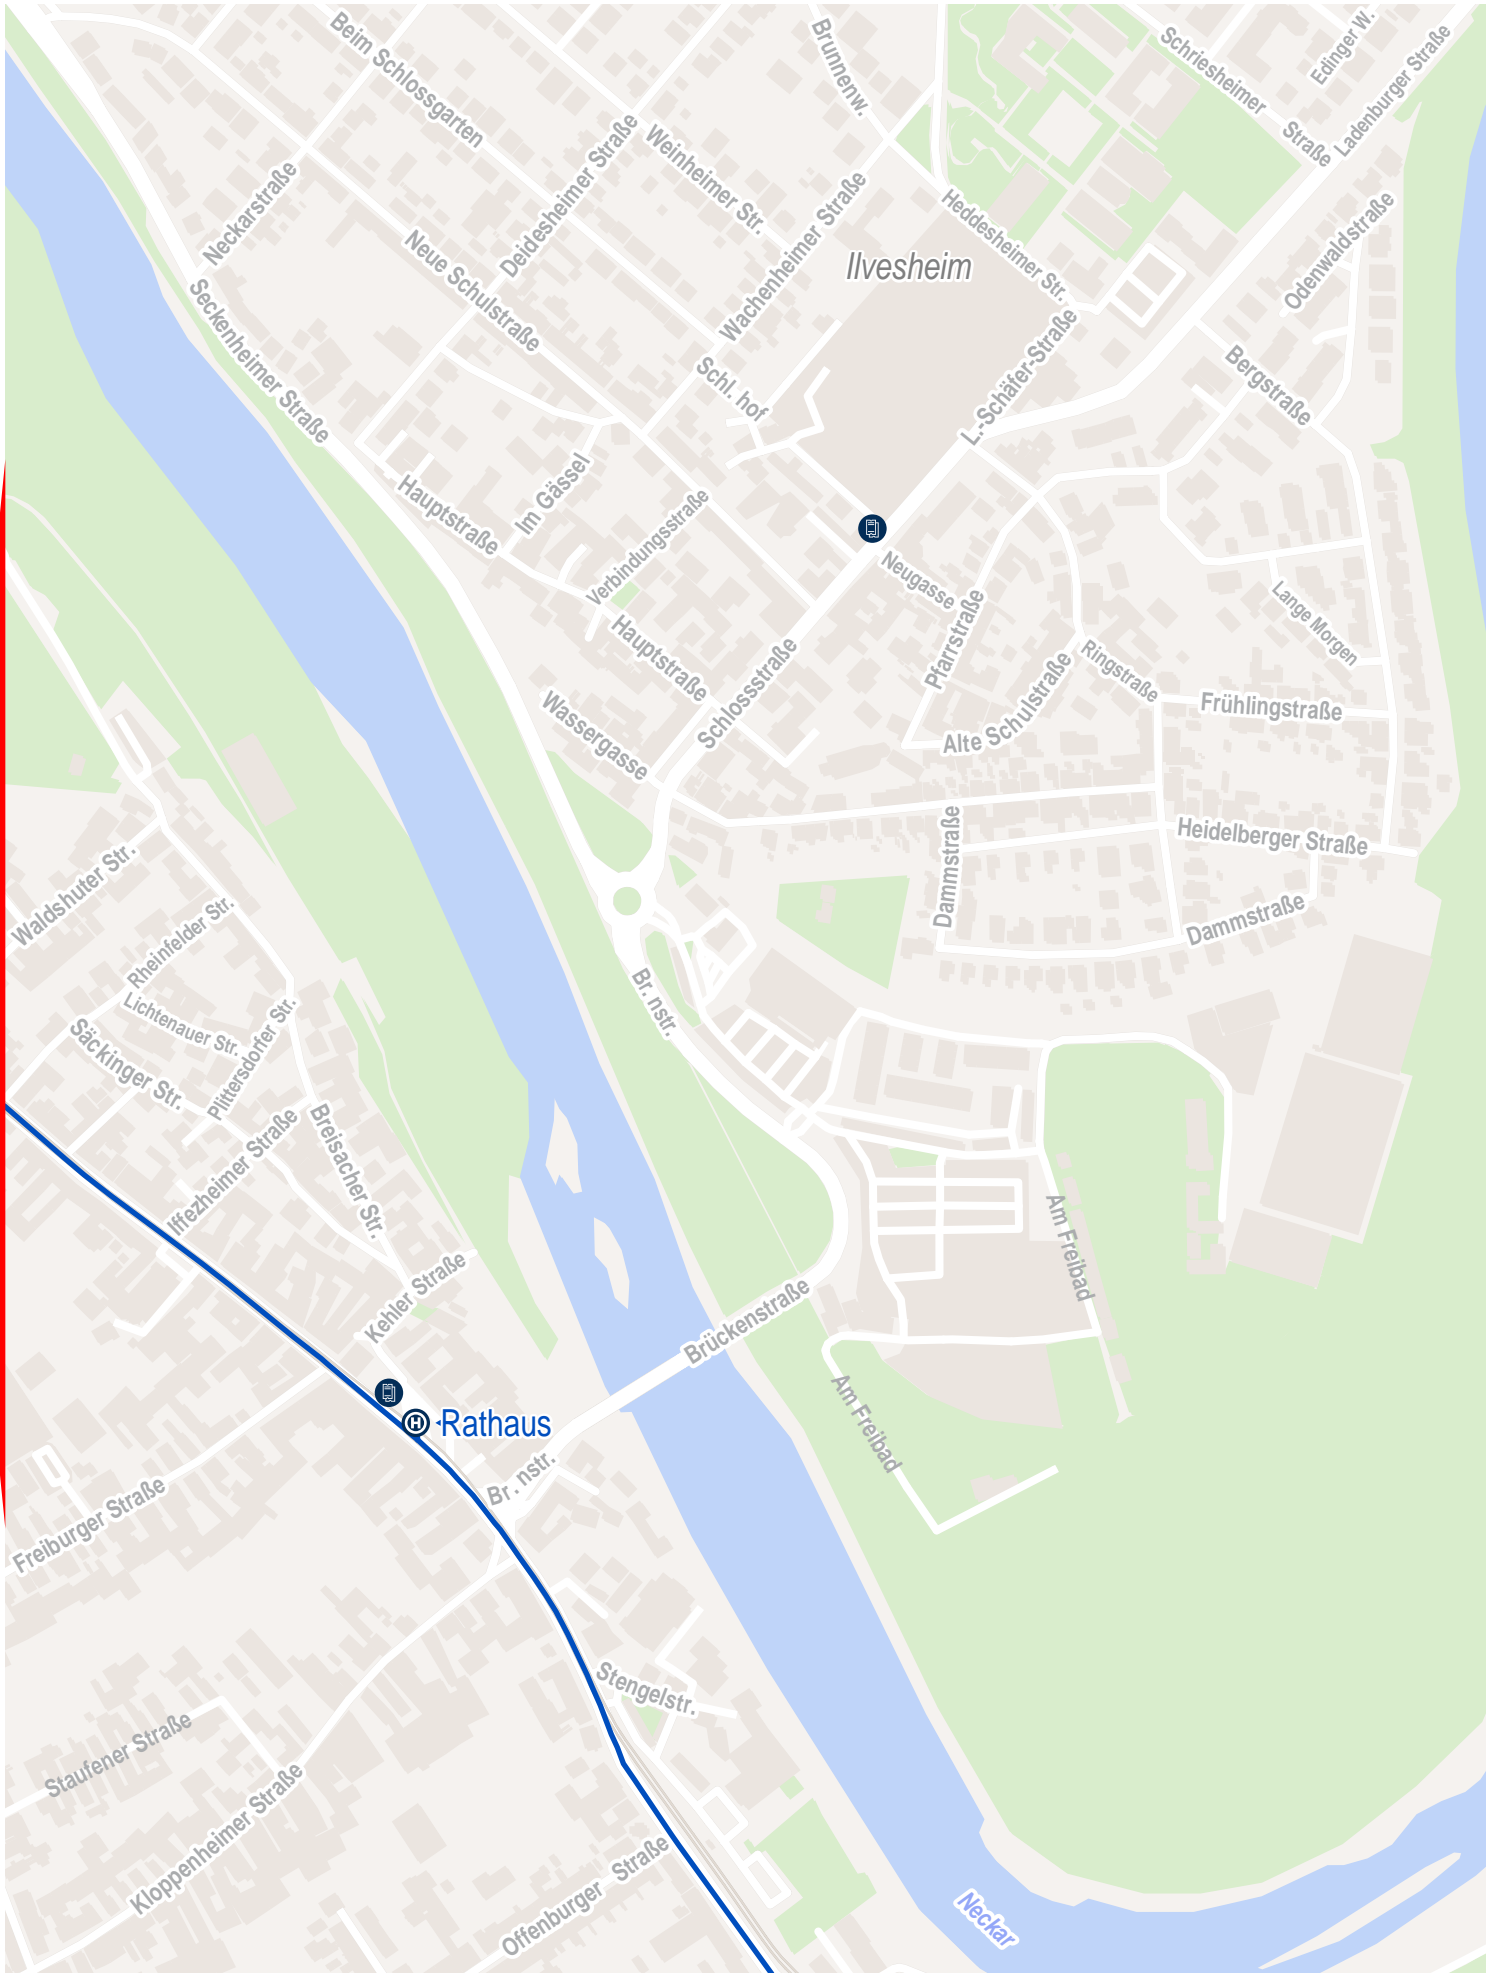 Beim Schlossgarten
Brunnenw.
Schriesheimer
Straße
Edinger W.
Ladenburger Straße
Weinheimer Str.
Deidesheimer Straße
Neckarstraße
Neue Schulstraße
Wachenheimer Straße
Heddesheimer Str.
Ilvesheim
Odenwaldstraße
Seckenheimer Straße
Schl. hof
L.-Schäfer-Straße
Bergstraße
Hauptstraße
Im Gässel
Verbindungsstraße
Neugasse
Pfarrstraße
Lange Morgen
Hauptstraße
Schlossstraße
Alte Schulstraße
Ringstraße
Frühlingstraße
Wassergasse
Dammstraße
Heidelberger Straße
Dammstraße
Waldshuter Str.
Rheinfelder Str.
Lichtenauer Str.
Säckinger Str.
Plittersdorfer Str.
Br. nstr.
Iffezheimer Straße
Breisacher Str.
Am Freibad
Kehler Straße
Brückenstraße
Am Freibad
H
Rathaus
Br. nstr.
Freiburger Straße
Stengelstr.
Staufener Straße
Kloppenheimer Straße
Offenburger Straße
Neckar